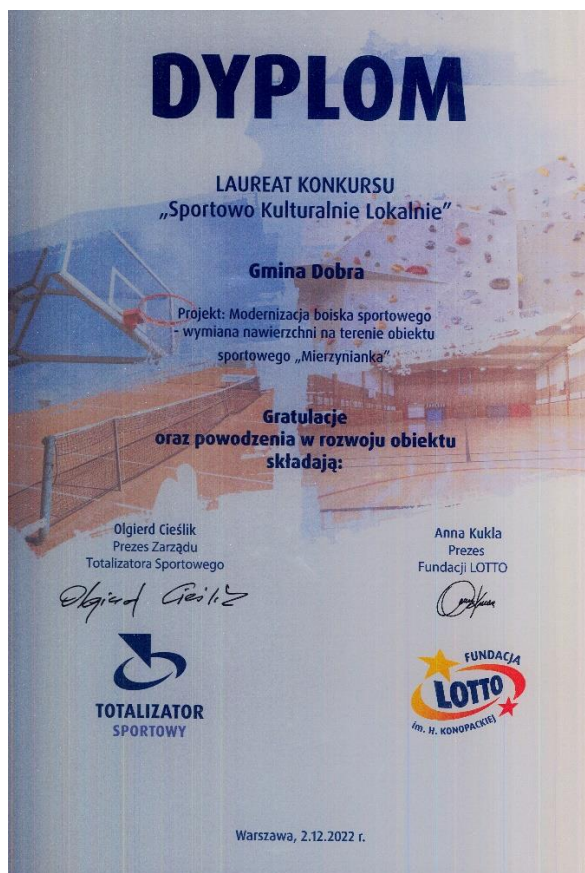 DYPLOM
LAUREAT KONKURSU
„Sportowo Kulturalnie Lokalnie”
Gmina Dobra
Projekt: Modernizacja boiska sportowego
- wymiana nawierzchni na terenie obiektu
sportowego „Mierzynianka”
Gratulacje
oraz powodzenia w rozwoju obiektu
składają:
Olgierd Cieślik
Prezes Zarządu
Totalizatora Sportowego
Olgierd Cieślik
Anna Kukla
Prezes
Fundacji LOTTO
TOTALIZATOR
SPORTOWY
FUNDACJA
LOTTO
im. H. KONOPACKIEJ
Warszawa, 2.12.2022 r.